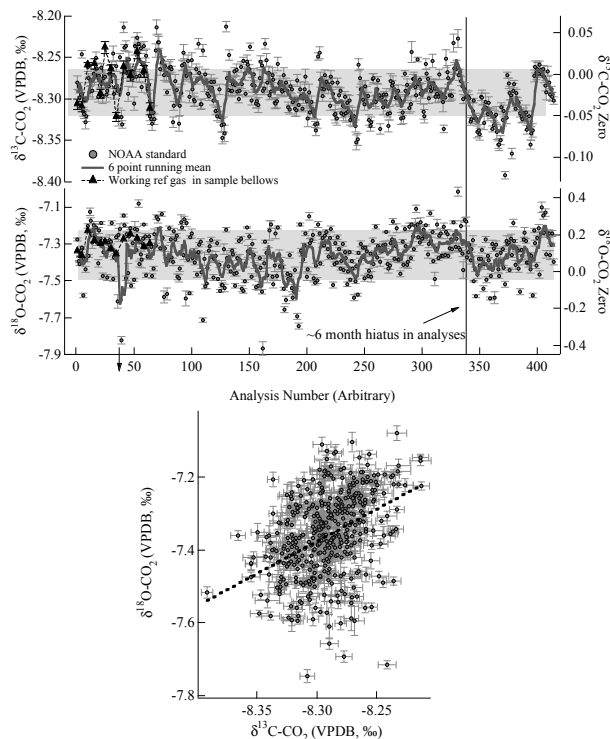 -8.20
-8.25
-8.30
-8.35
-8.40
δ13C-CO2 (VPDB, ‰)
0.05
0.00
-0.05
-0.10
δ13C-CO2 Zero
NOAA standard
6 point running mean
Working ref gas in sample bellows
-7.1
-7.3
-7.5
-7.7
-7.9
δ18O-CO2 (VPDB, ‰)
0.4
0.2
0.0
-0.2
-0.4
δ18O-CO2 Zero
~6 month hiatus in analyses
0 50 100 150 200 250 300 350 400
Analysis Number (Arbitrary)
-7.2
-7.4
-7.6
-7.8
δ18O-CO2 (VPDB, ‰)
-8.35 -8.30 -8.25
δ13C-CO2 (VPDB, ‰)